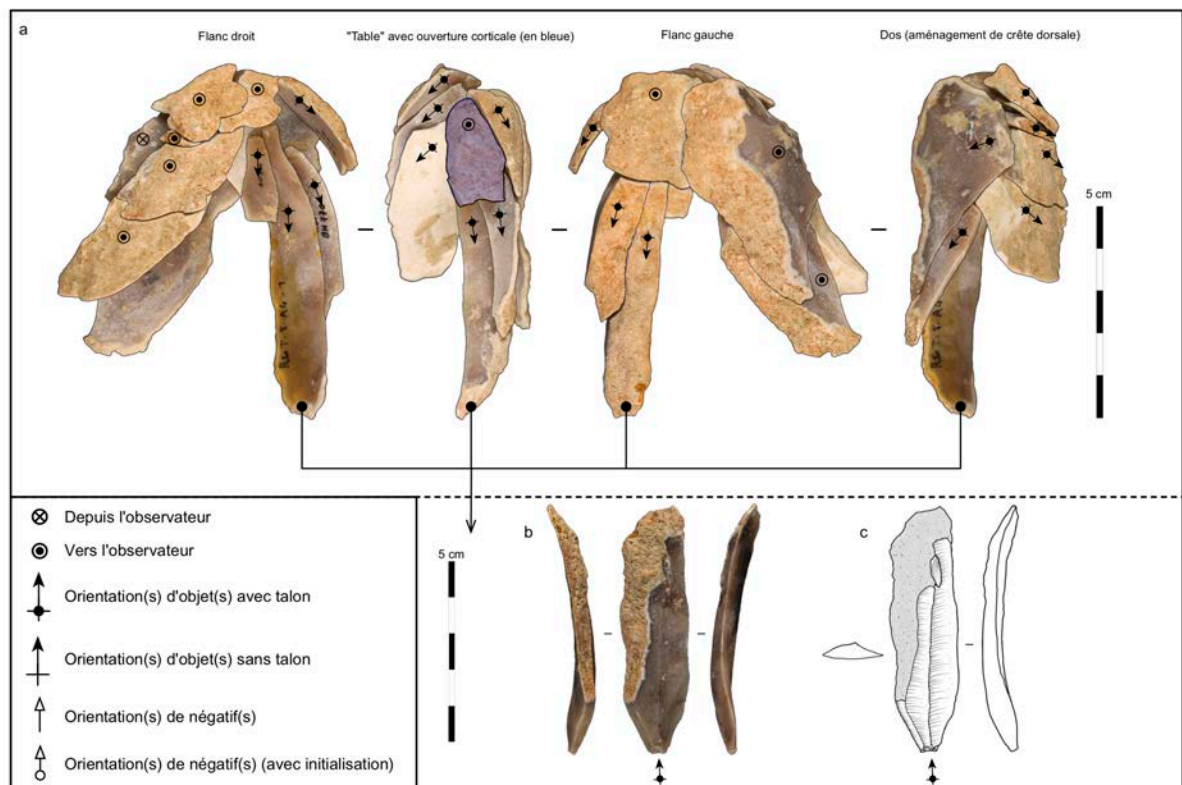 a
Flanc droit
"Table" avec ouverture corticale (en bleue)
Flanc gauche
Dos (aménagement de crête dorsale)
5 cm
Depuis l'observateur
Vers l'observateur
Orientation(s) d'objet(s) avec talon
Orientation(s) d'objet(s) sans talon
Orientation(s) de négatif(s)
Orientation(s) de négatif(s) (avec initialisation)
5 cm
b
c